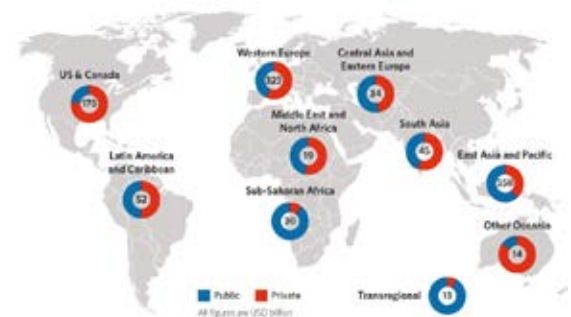 Western Europe
Central Asia and
Eastern Europe
US & Canada
175
323
34
Middle East and
North Africa
South Asia
19
45
Latin America
and Caribbean
East Asia and Pacific
52
358
Sub-Saharan Africa
30
Other Oceania
14
Public
Private
Transregional
13
All figures are USD billion